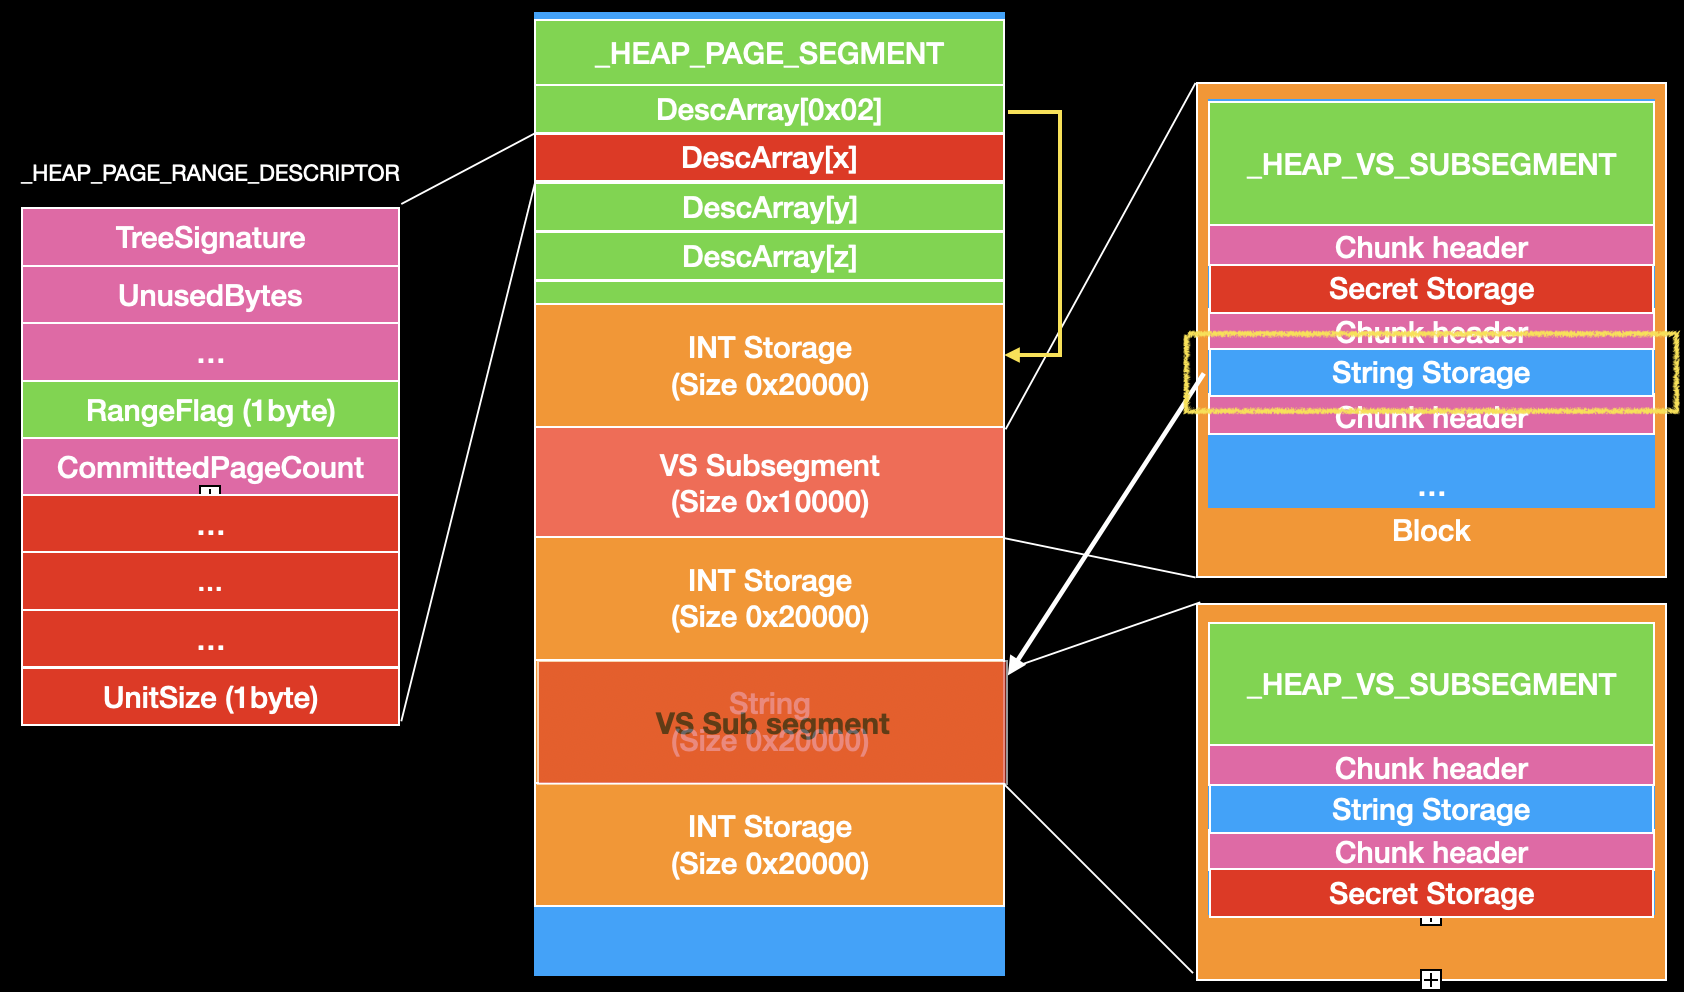 _HEAP_PAGE_RANGE_DESCRIPTOR
TreeSignature
UnusedBytes
...
RangeFlag (1byte)
CommittedPageCount
...
...
...
UnitSize (1byte)
_HEAP_PAGE_SEGMENT
DescArray[0x02]
DescArray[x]
DescArray[y]
DescArray[z]
INT Storage
(Size 0x20000)
VS Subsegment
(Size 0x10000)
INT Storage
(Size 0x20000)
String
VS Sub segment
(Size 0x20000)
INT Storage
(Size 0x20000)
_HEAP_VS_SUBSEGMENT
Chunk header
Secret Storage
Chunk header
String Storage
Chunk header
...
Block
_HEAP_VS_SUBSEGMENT
Chunk header
String Storage
Chunk header
Secret Storage